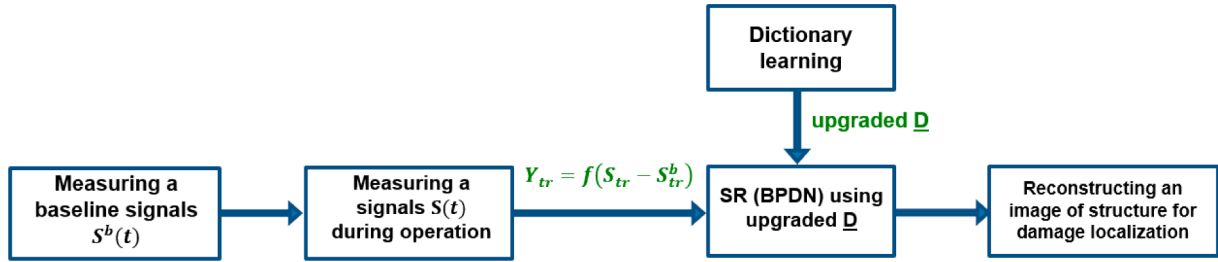 Dictionary
learning
upgraded D
Measuring a
baseline signals
S^b(t)
Measuring a
signals S(t)
during operation
Y_tr = f(S_tr − S_tr^b)
SR (BPDN) using
upgraded D
Reconstructing an
image of structure for
damage localization